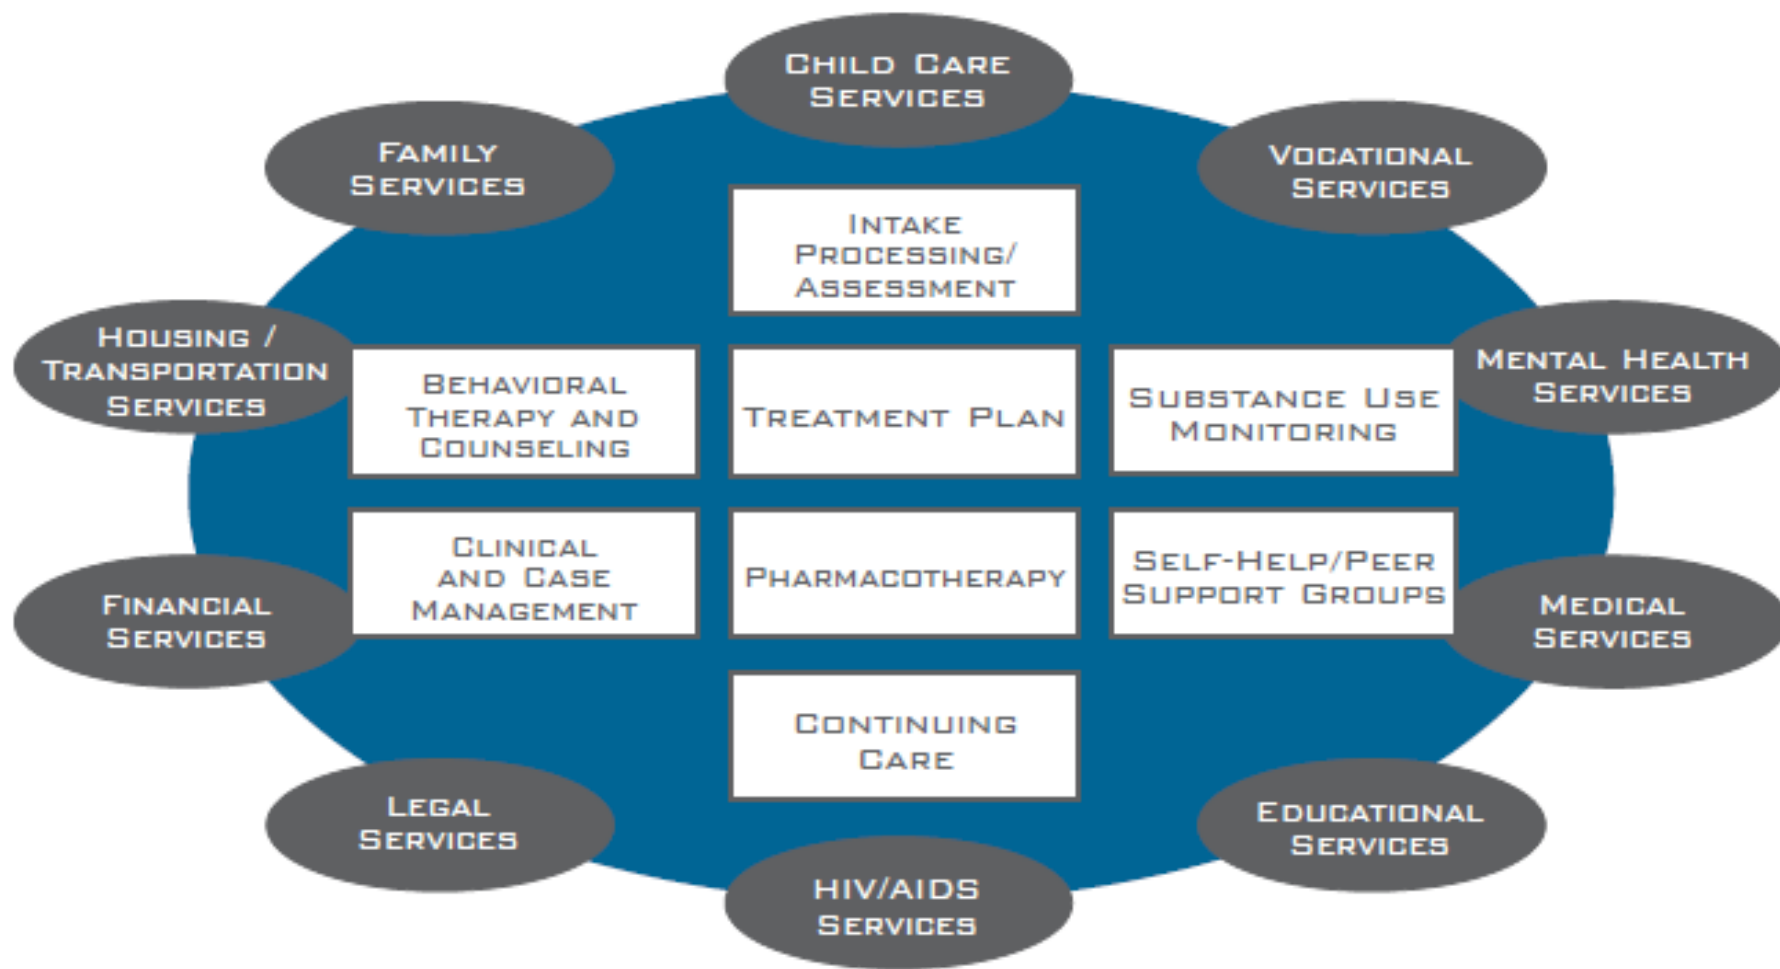 Child Care
Services
Family
Services
Vocational
Services
Intake
Processing/
Assessment
Housing /
Transportation
Services
Behavioral
Therapy and
Counseling
Treatment Plan
Substance Use
Monitoring
Mental Health
Services
Financial
Services
Clinical
and Case
Management
Pharmacotherapy
Self-Help/Peer
Support Groups
Medical
Services
Continuing
Care
Legal
Services
Educational
Services
HIV/AIDS
Services